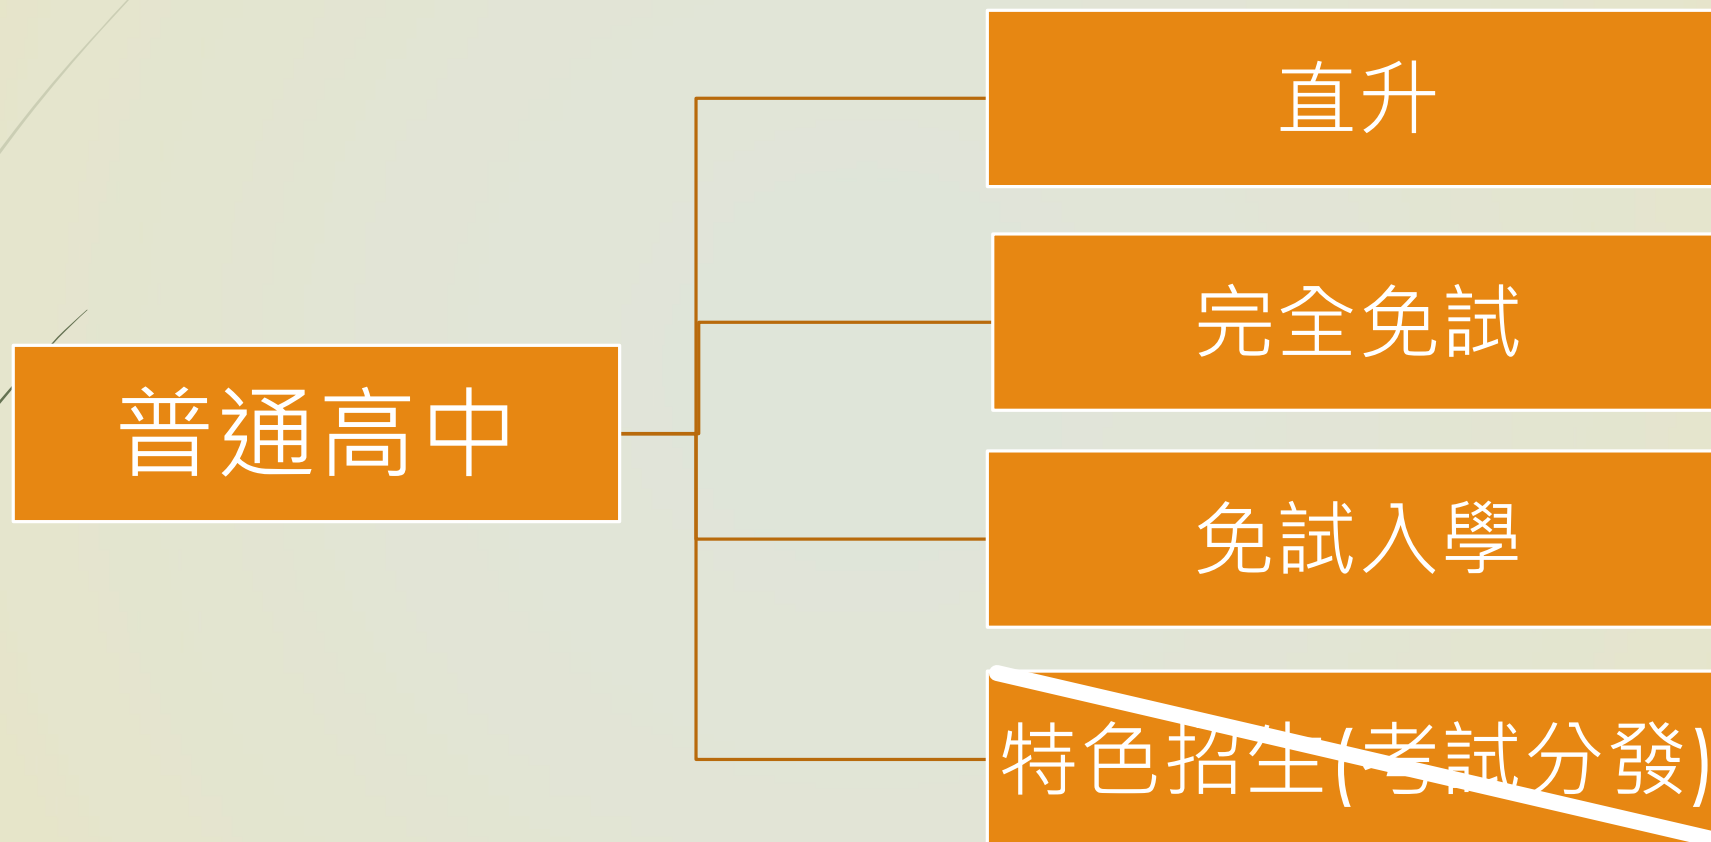 直升
完全免試
普通高中
免試入學
特色招生(考試分發)